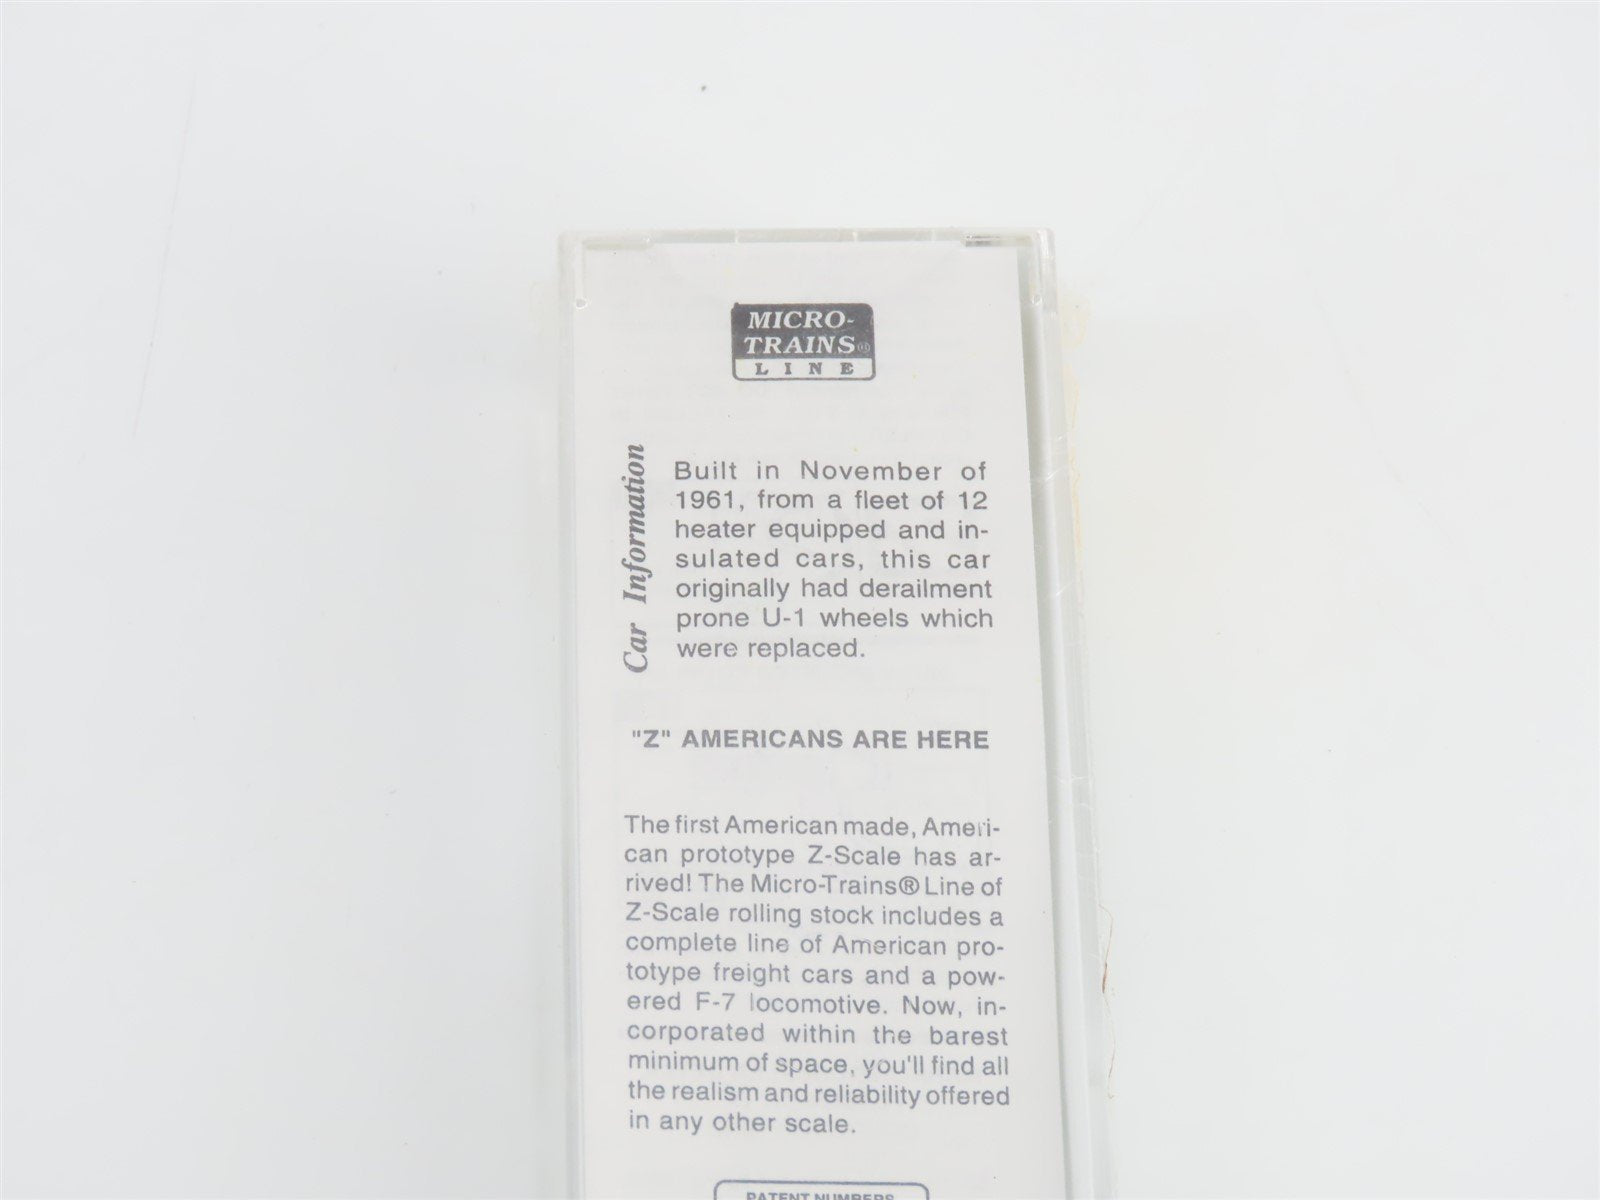 MICRO-
TRAINS®
LINE
Car Information
Built in November of
1961, from a fleet of 12
heater equipped and in-
sulated cars, this car
originally had derailment
prone U-1 wheels which
were replaced.
"Z" AMERICANS ARE HERE
The first American made, Ameri-
can prototype Z-Scale has ar-
rived! The Micro-Trains® Line of
Z-Scale rolling stock includes a
complete line of American pro-
totype freight cars and a pow-
ered F-7 locomotive. Now, in-
corporated within the barest
minimum of space, you'll find all
the realism and reliability offered
in any other scale.
PATENT NUMBERS